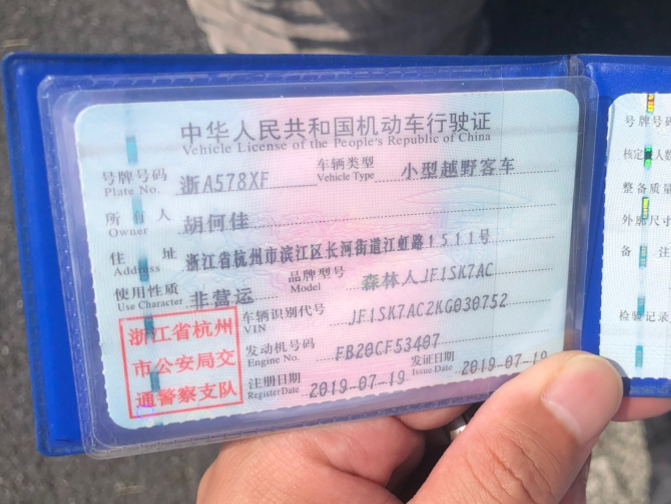 中华人民共和国机动车行驶证
Vehicle License of the People's Republic of China
号牌号码 浙A578XF 车辆类型 小型越野客车
Plate No. Vehicle Type
所有人 胡何佳
Owner
住址 浙江省杭州市滨江区长河街道江虹路1511号
Address
使用性质 非营运 品牌型号 森林人JF1SK7AC
Use Character Model
车辆识别代号 JF1SK7AC2KG030752
VIN
发动机号码 FB20CF53407
Engine No.
注册日期 2019-07-19 发证日期 2019-07-19
Register Date Issue Date
浙江省杭州
市公安局交
通警察支队
号牌号码
核定载人数
整备质量
外廓尺寸
备注
检验记录